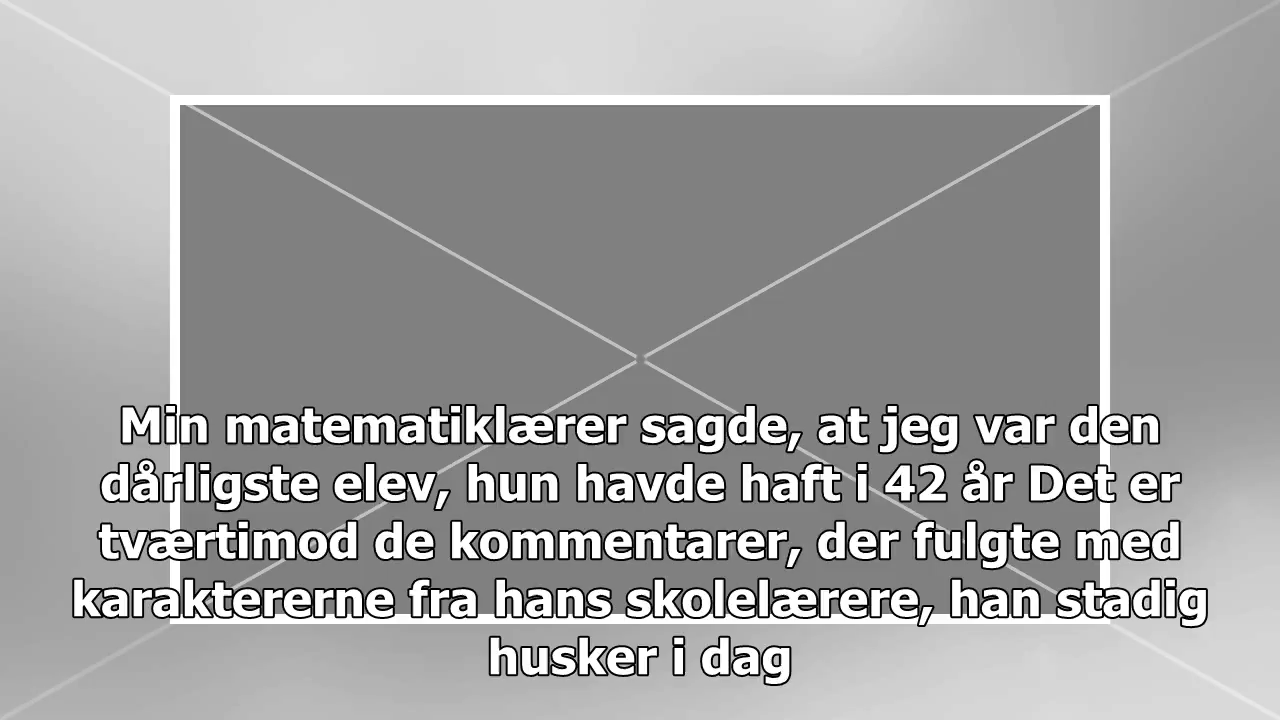 Min matematiklærer sagde, at jeg var den
dårligste elev, hun havde haft i 42 år Det er
tværtimod de kommentarer, der fulgte med
karaktererne fra hans skolelærere, han stadig
husker i dag